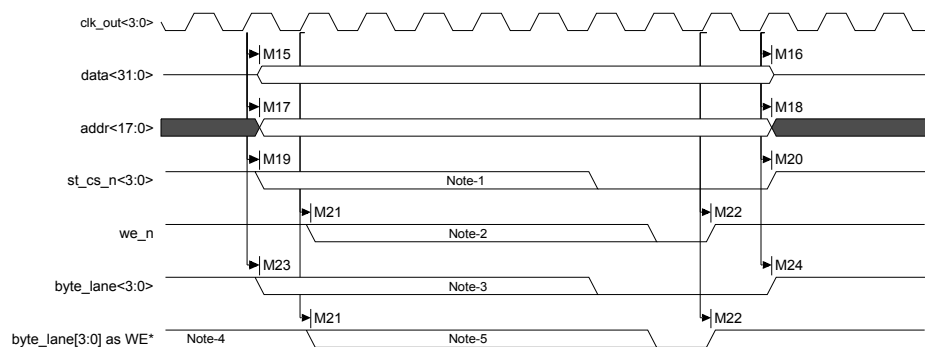 clk_out<3:0>
M15 M16
data<31:0>
M17 M18
addr<17:0>
M19 M20
st_cs_n<3:0> Note-1
M21 M22
we_n Note-2
M23 M24
byte_lane<3:0> Note-3
M21 M22
byte_lane[3:0] as WE* Note-4 Note-5